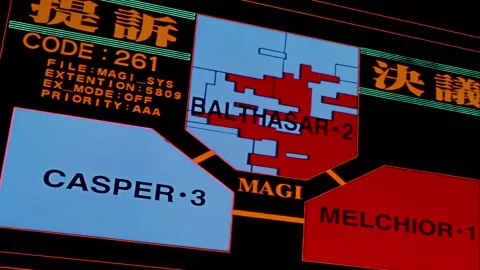 提訴
CODE:261
FILE:MAGI_SYS
EXTENTION:5809
EX_MODE:OFF
PRIORITY:AAA
決議
BALTHASAR・2
CASPER・3
MAGI
MELCHIOR・1